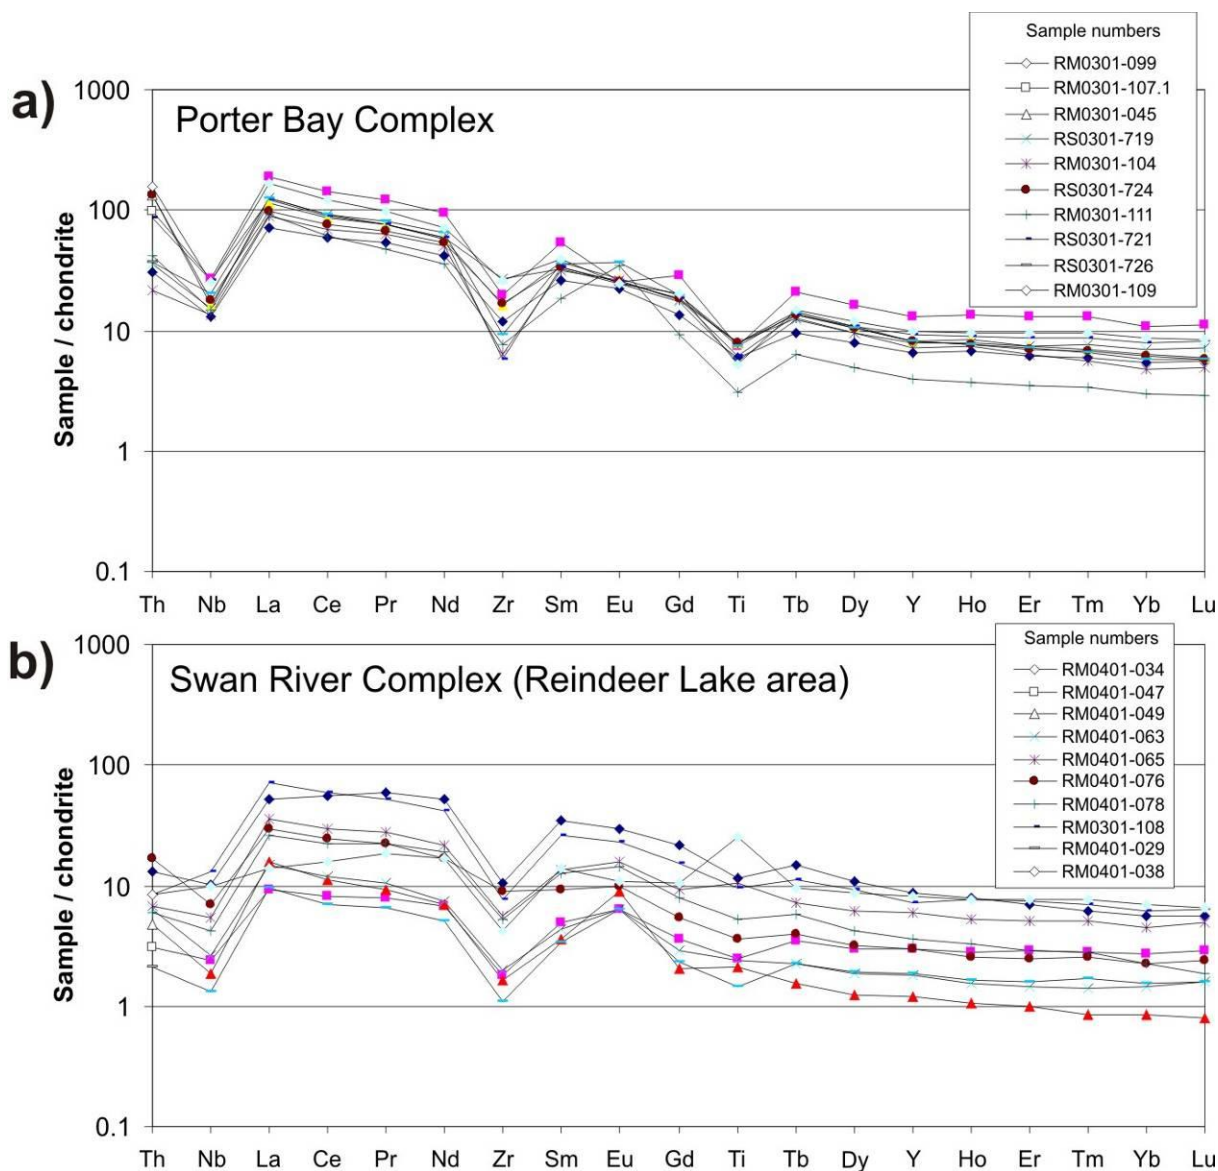 a)
Porter Bay Complex
Sample numbers
RM0301-099
RM0301-107.1
RM0301-045
RS0301-719
RM0301-104
RS0301-724
RM0301-111
RS0301-721
RS0301-726
RM0301-109
Sample / chondrite
1000
100
10
1
0.1
Th Nb La Ce Pr Nd Zr Sm Eu Gd Ti Tb Dy Y Ho Er Tm Yb Lu
b)
Swan River Complex (Reindeer Lake area)
Sample numbers
RM0401-034
RM0401-047
RM0401-049
RM0401-063
RM0401-065
RM0401-076
RM0401-078
RM0301-108
RM0401-029
RM0401-038
Sample / chondrite
1000
100
10
1
0.1
Th Nb La Ce Pr Nd Zr Sm Eu Gd Ti Tb Dy Y Ho Er Tm Yb Lu